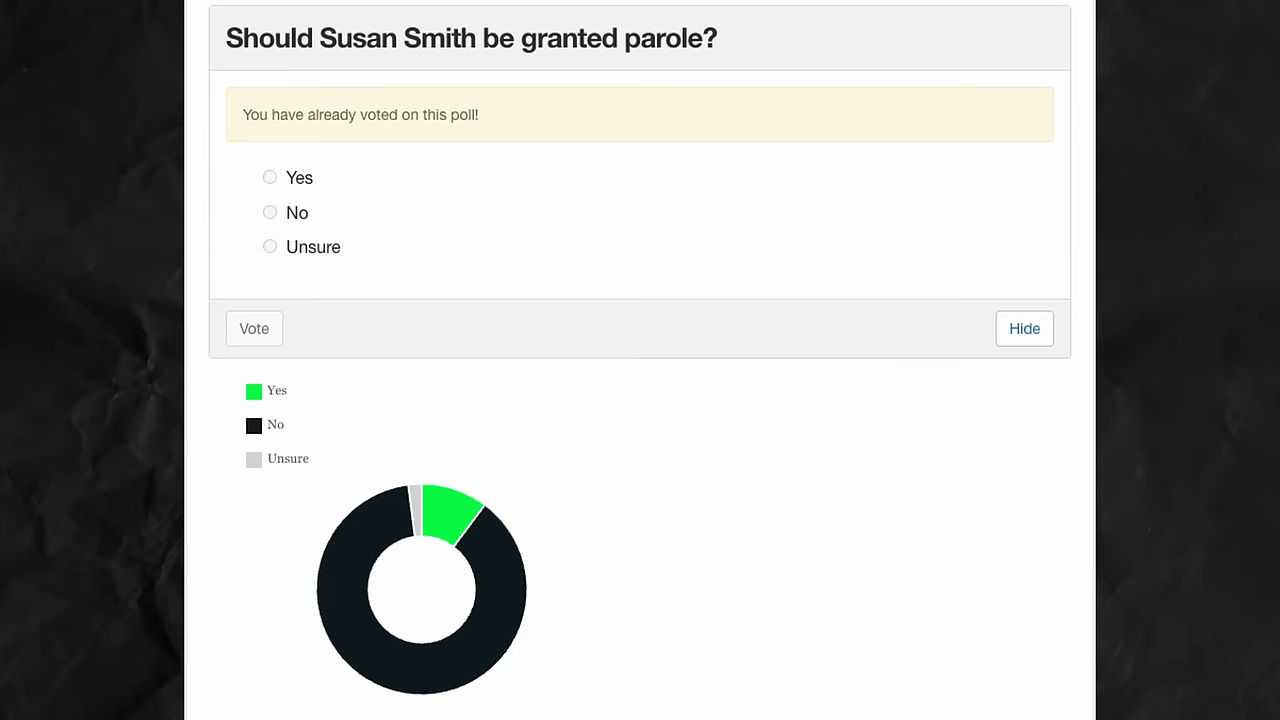 Should Susan Smith be granted parole?
You have already voted on this poll!
Yes
No
Unsure
Vote
Hide
Yes
No
Unsure